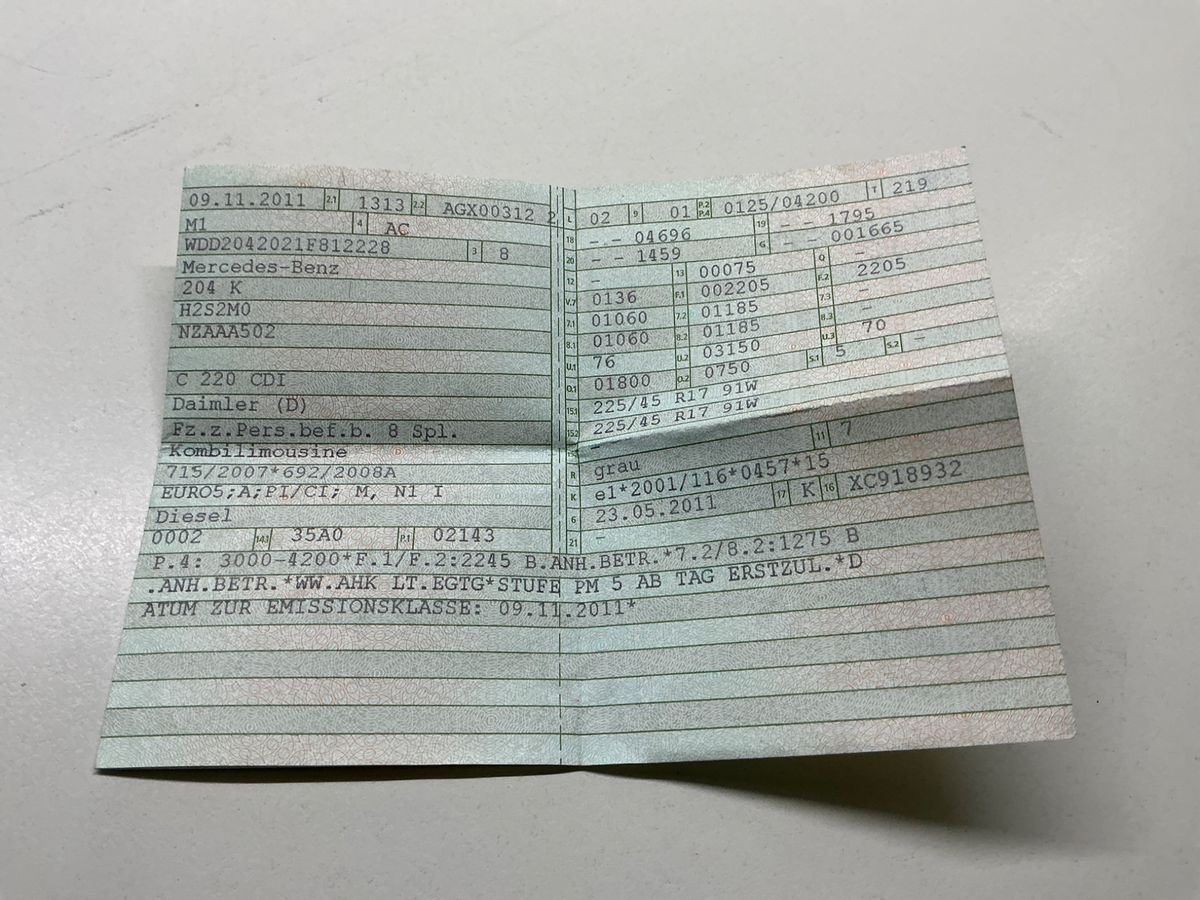 09.11.2011 2.1 1313 2.2 AGX00312 2
M1 4 AC
WDD2042021F812228 3 8
Mercedes-Benz
204 K
H2S2M0
NZAAA502
C 220 CDI
Daimler (D)
Fz.z.Pers.bef.b. 8 Spl.
Kombilimousine
715/2007*692/2008A
EURO5;A;PI/CI; M, N1 I
Diesel
0002 14.1 35A0 P.1 02143
L 02 9 01 P.2 P.4 0125/04200 T 219
18 - - 04696 19 - - 1795
20 - - 1459 G - - 001665
12 - 13 00075 Q -
V.7 0136 F.1 002205 F.2 2205
7.1 01060 7.2 01185 7.3 -
8.1 01060 8.2 01185 8.3 -
U.1 76 U.2 03150 U.3 70
O.1 01800 O.2 0750 S.1 5 S.2 -
15.1 225/45 R17 91W
15.2 225/45 R17 91W
-
R grau 11 7
K e1*2001/116*0457*15
6 23.05.2011 17 K 16 XC918932
21 -
P.4: 3000-4200*F.1/F.2:2245 B.ANH.BETR.*7.2/8.2:1275 B
.ANH.BETR.*WW.AHK LT.EGTG*STUFE PM 5 AB TAG ERSTZUL.*D
ATUM ZUR EMISSIONSKLASSE: 09.11.2011*